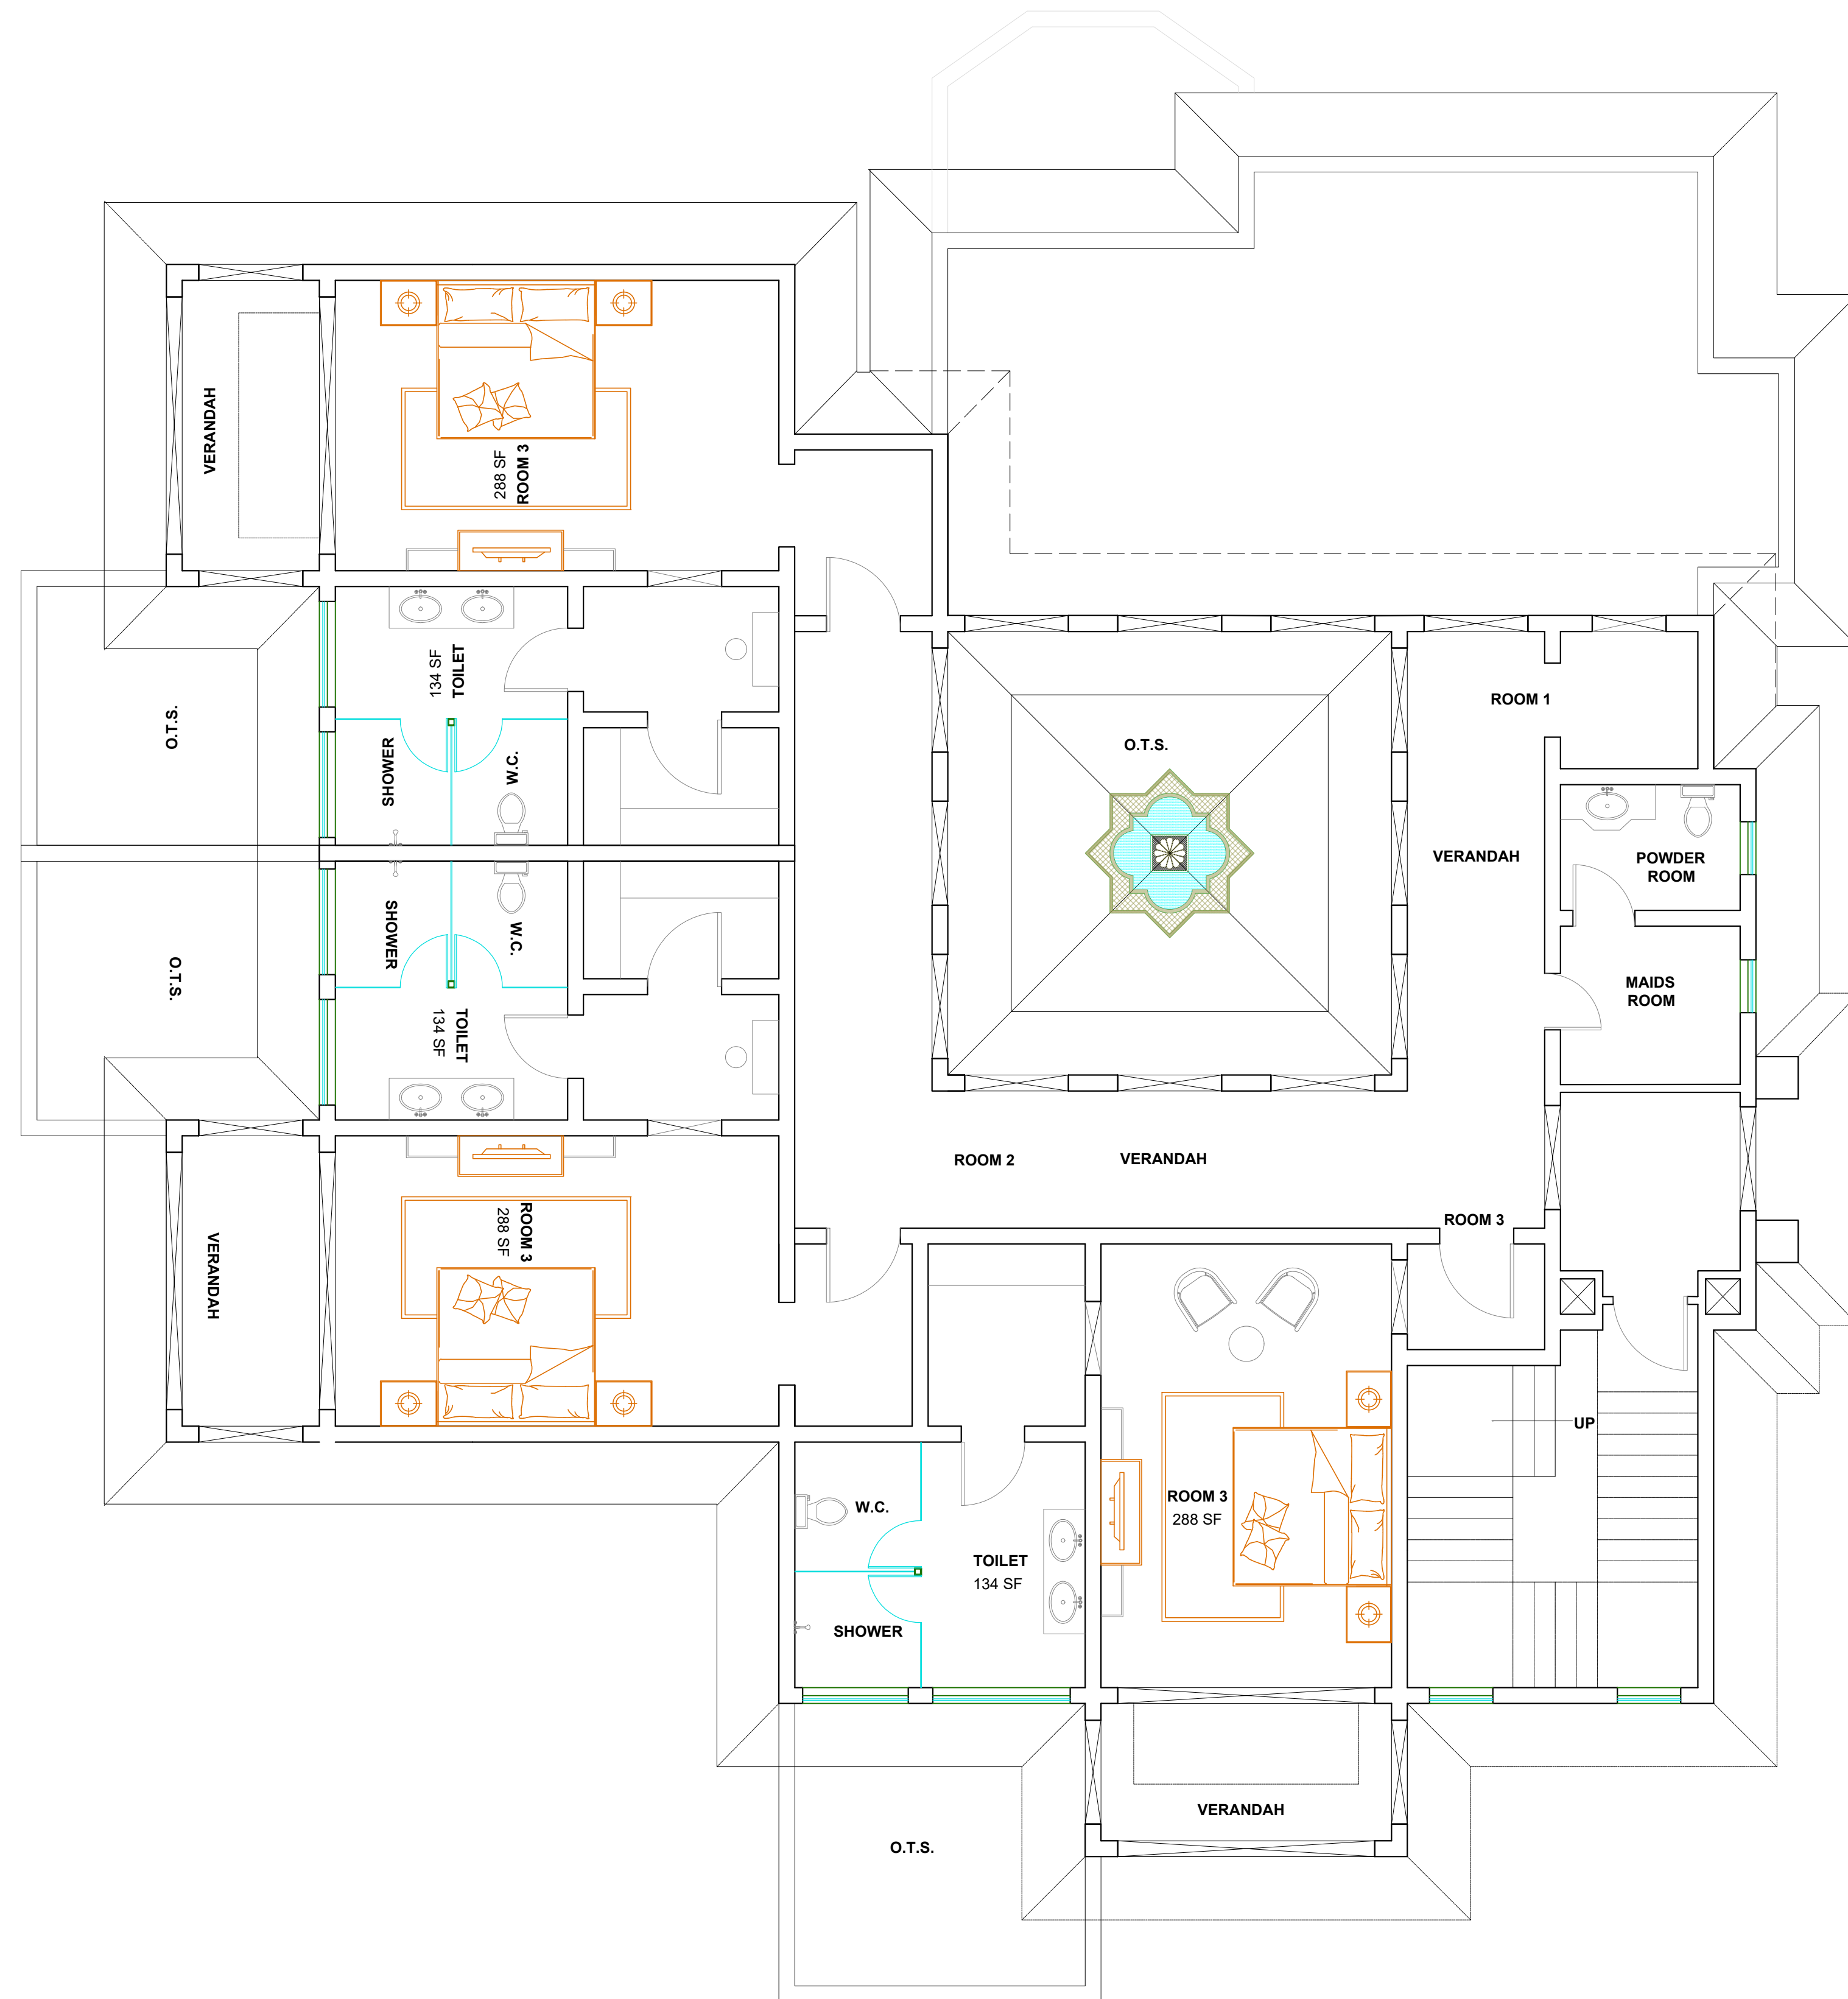 VERANDAH
ROOM 3
288 SF
TOILET
134 SF
O.T.S.
SHOWER
W.C.
O.T.S.
ROOM 1
VERANDAH
POWDER
ROOM
MAIDS
ROOM
SHOWER
W.C.
O.T.S.
TOILET
134 SF
ROOM 2
VERANDAH
ROOM 3
VERANDAH
ROOM 3
288 SF
UP
W.C.
ROOM 3
288 SF
TOILET
134 SF
SHOWER
VERANDAH
O.T.S.